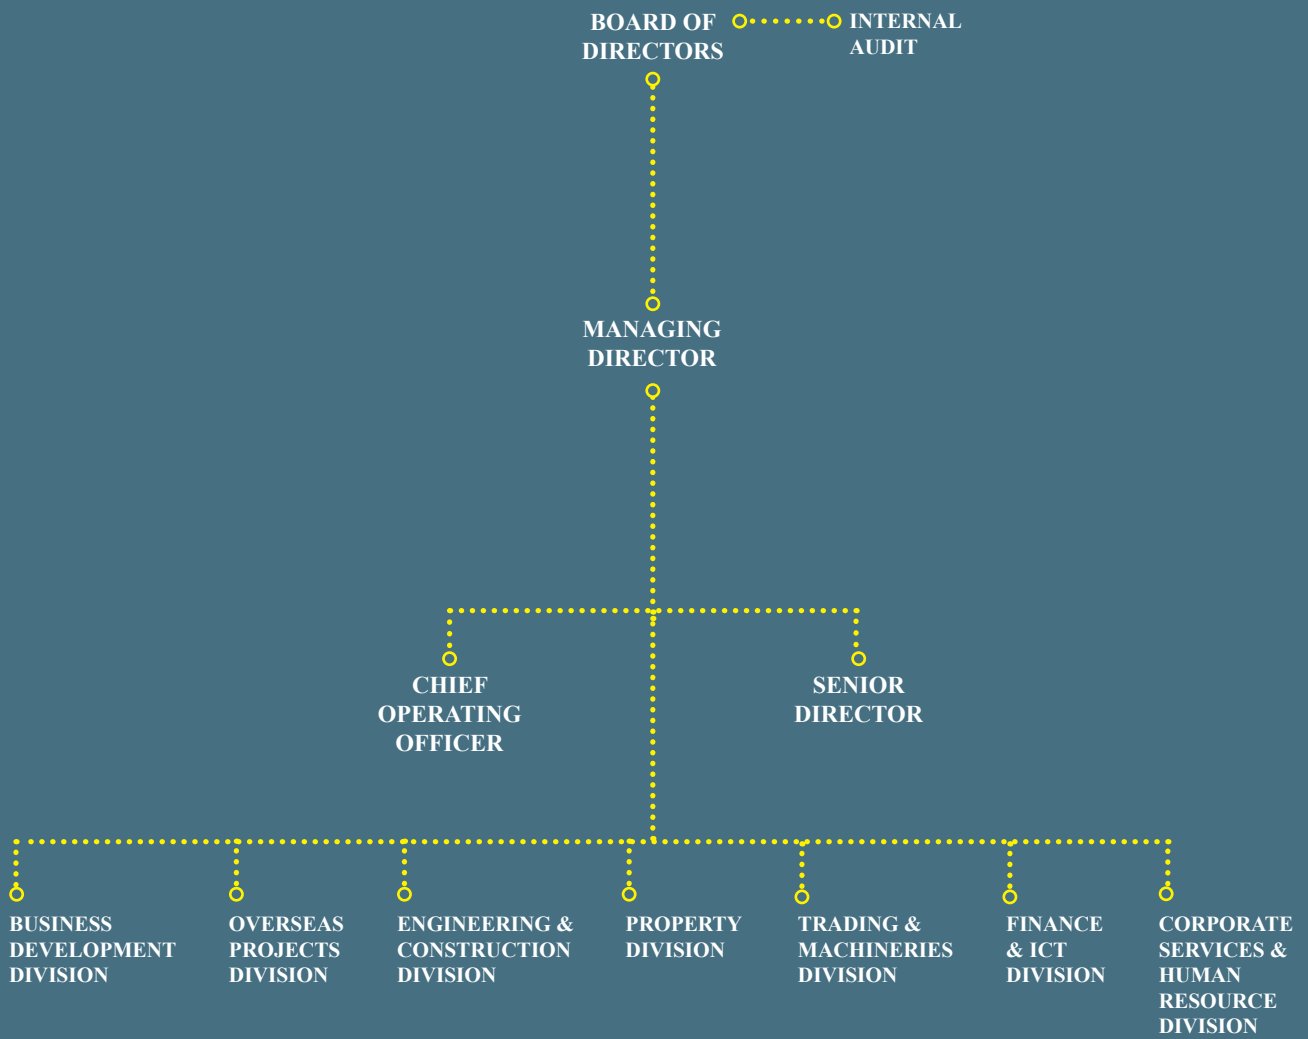 BOARD OF
DIRECTORS
INTERNAL
AUDIT
MANAGING
DIRECTOR
CHIEF
OPERATING
OFFICER
SENIOR
DIRECTOR
BUSINESS
DEVELOPMENT
DIVISION
OVERSEAS
PROJECTS
DIVISION
ENGINEERING &
CONSTRUCTION
DIVISION
PROPERTY
DIVISION
TRADING &
MACHINERIES
DIVISION
FINANCE
& ICT
DIVISION
CORPORATE
SERVICES &
HUMAN
RESOURCE
DIVISION